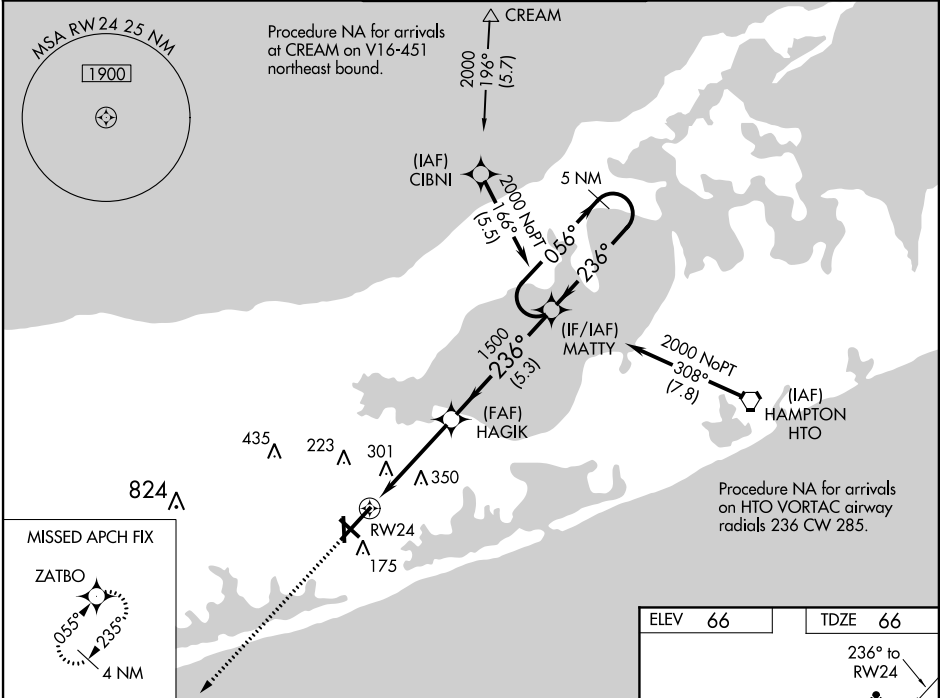 MSA RW24 25 NM
1900
Procedure NA for arrivals
at CREAM on V16-451
northeast bound.
CREAM
2000
196°
(5.7)
(IAF)
CIBNI
2000 NoPT
166°
(5.5)
5 NM
056°
236°
(IF/IAF)
MATTY
1500
236°
(5.3)
2000 NoPT
308°
(7.8)
(IAF)
HAMPTON
HTO
(FAF)
HAGIK
435
223
301
350
824
RW24
175
Procedure NA for arrivals
on HTO VORTAC airway
radials 236 CW 285.
MISSED APCH FIX
ZATBO
055°
235°
4 NM
ELEV 66
TDZE 66
236° to
RW24